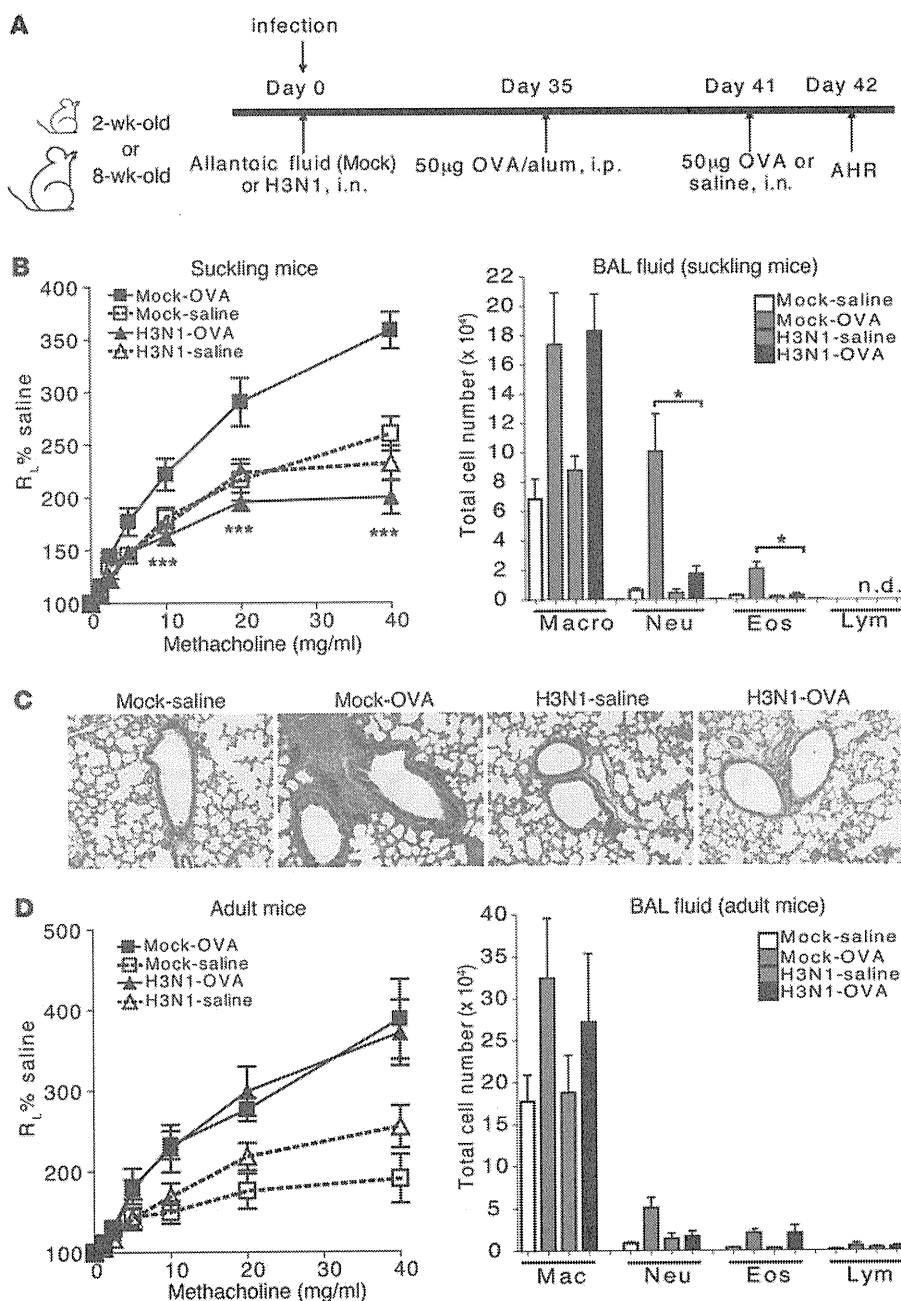 A
infection
Day 0
Day 35
Day 41
Day 42
2-wk-old
or
8-wk-old
Allantoic fluid (Mock)
or H3N1, i.n.
50μg OVA/alum, i.p.
50μg OVA or
saline, i.n.
AHR
B
Suckling mice
Mock-OVA
Mock-saline
H3N1-OVA
H3N1-saline
400
350
300
250
200
150
100
RL% saline
***
***
***
0
10
20
30
40
Methacholine (mg/ml)
BAL fluid (suckling mice)
Mock-saline
Mock-OVA
H3N1-saline
H3N1-OVA
22
20
18
16
14
12
10
8
6
4
2
0
Total cell number (x 10⁴)
*
*
n.d.
Macro
Neu
Eos
Lym
C
Mock-saline
Mock-OVA
H3N1-saline
H3N1-OVA
D
Adult mice
Mock-OVA
Mock-saline
H3N1-OVA
H3N1-saline
500
400
300
200
100
RL% saline
0
10
20
30
40
Methacholine (mg/ml)
BAL fluid (adult mice)
Mock-saline
Mock-OVA
H3N1-saline
H3N1-OVA
40
35
30
25
20
15
10
5
0
Total cell number (x 10⁴)
Mac
Neu
Eos
Lym